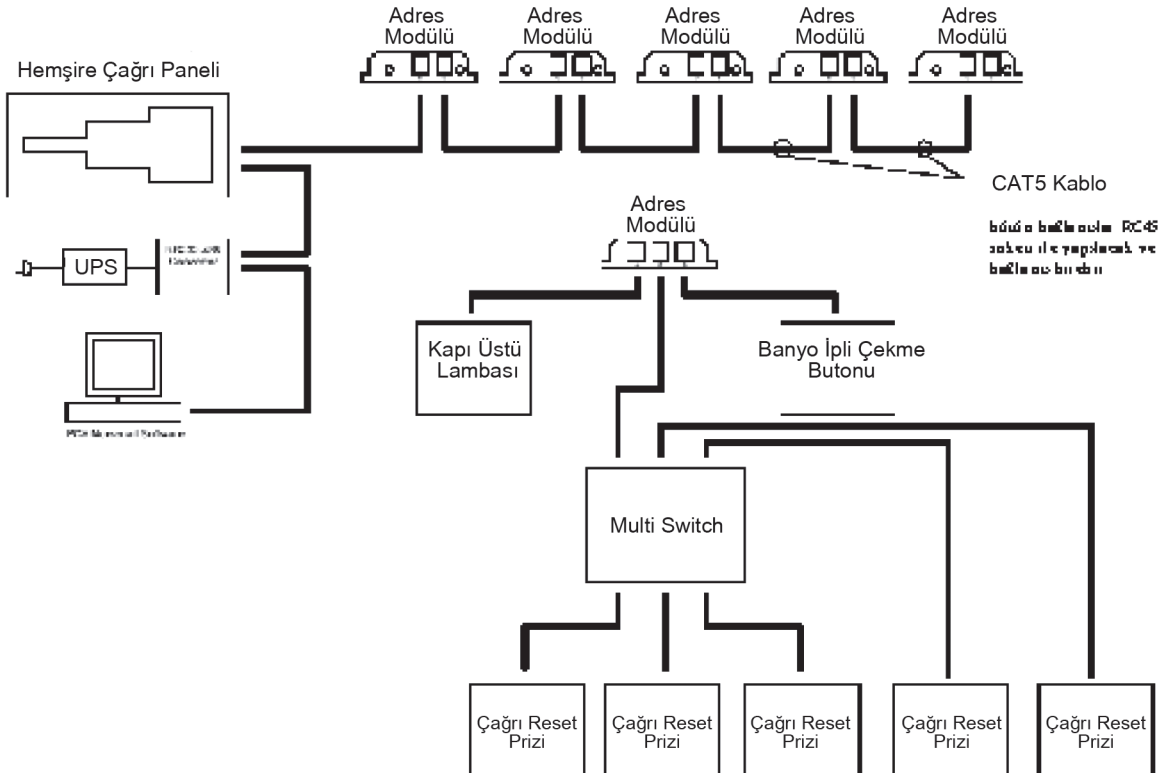 Adres
Modülü
Adres
Modülü
Adres
Modülü
Adres
Modülü
Adres
Modülü
Hemşire Çağrı Paneli
CAT5 Kablo
Adres
Modülü
UPS
Kapı Üstü
Lambası
Banyo İpli Çekme
Butonu
Multi Switch
Çağrı Reset
Prizi
Çağrı Reset
Prizi
Çağrı Reset
Prizi
Çağrı Reset
Prizi
Çağrı Reset
Prizi